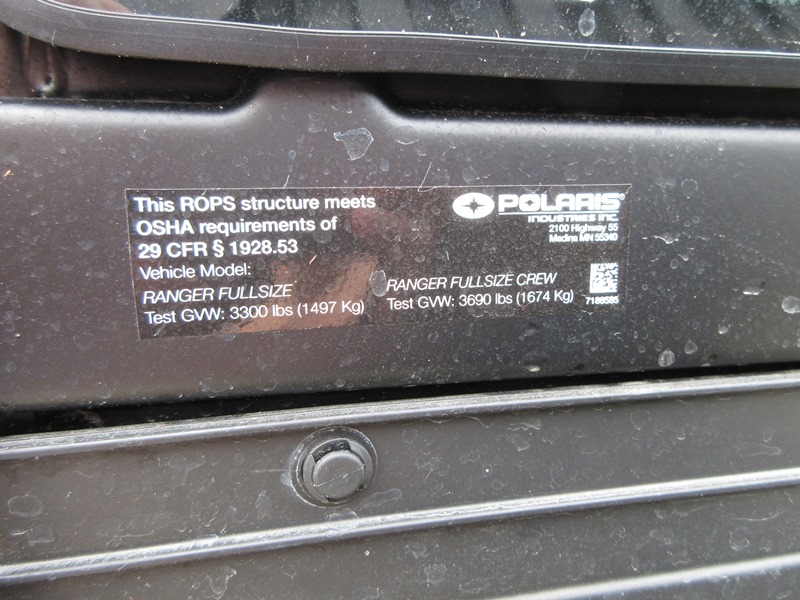 This ROPS structure meets
OSHA requirements of
29 CFR § 1928.53
Vehicle Model:
RANGER FULLSIZE
Test GVW: 3300 lbs (1497 Kg)
RANGER FULLSIZE CREW
Test GVW: 3690 lbs (1674 Kg)
POLARIS®
INDUSTRIES INC
2100 Highway 55
Medina MN 55340
7188585